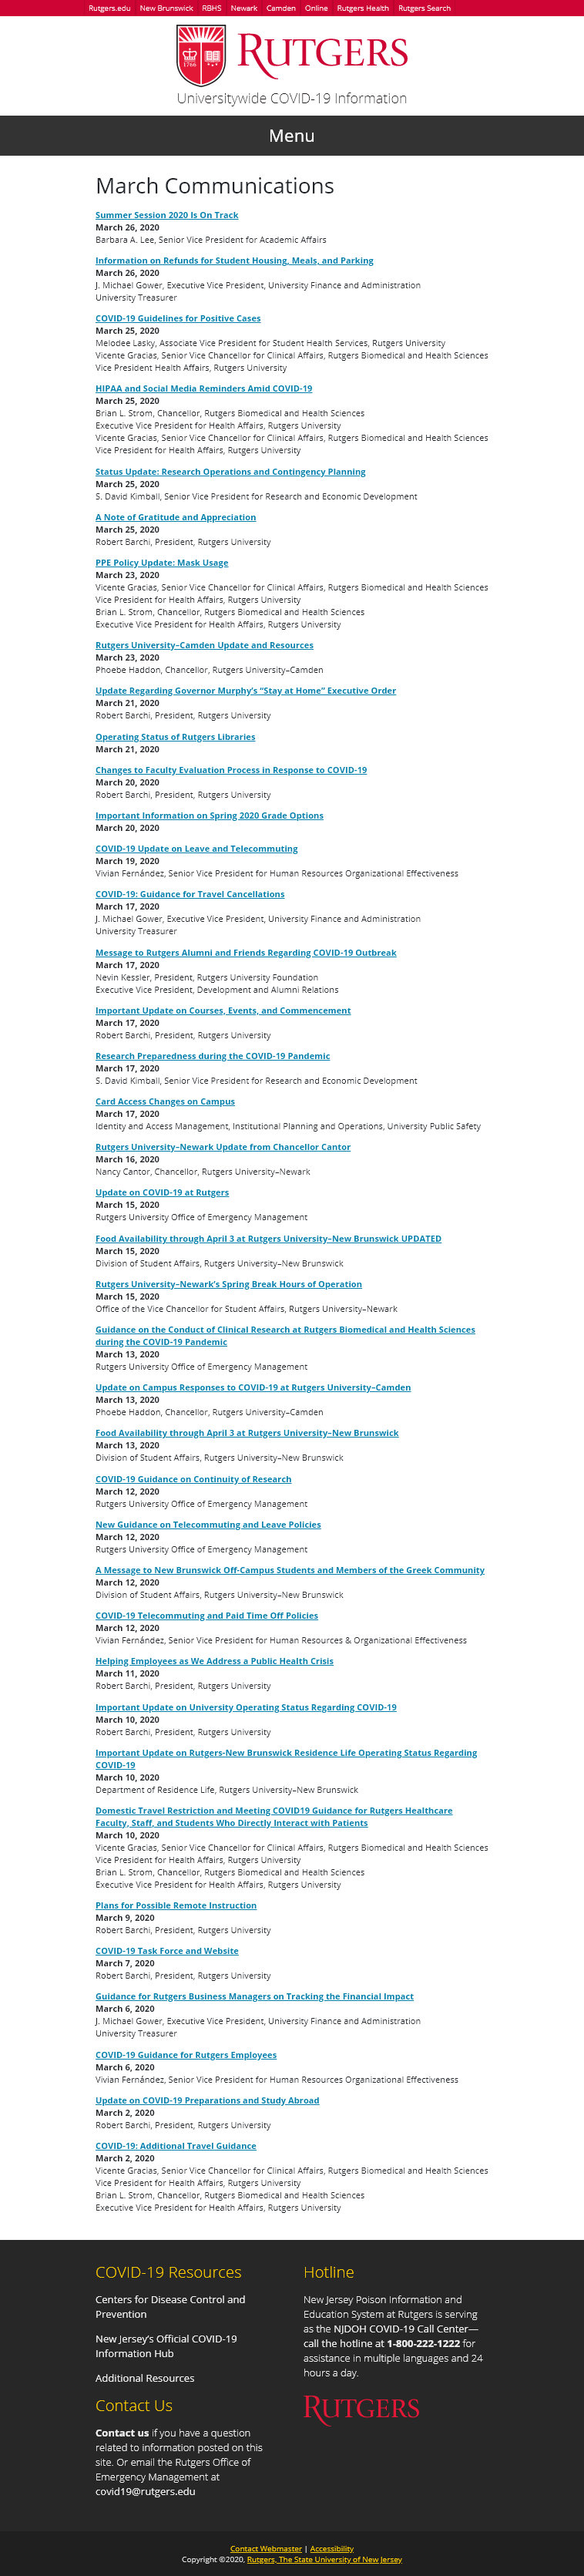 Rutgers.edu New Brunswick RBHS Newark Camden Online Rutgers Health Rutgers Search
1766
RUTGERS
Universitywide COVID-19 Information
Menu
March Communications
Summer Session 2020 Is On Track
March 26, 2020
Barbara A. Lee, Senior Vice President for Academic Affairs
Information on Refunds for Student Housing, Meals, and Parking
March 26, 2020
J. Michael Gower, Executive Vice President, University Finance and Administration
University Treasurer
COVID-19 Guidelines for Positive Cases
March 25, 2020
Melodee Lasky, Associate Vice President for Student Health Services, Rutgers University
Vicente Gracias, Senior Vice Chancellor for Clinical Affairs, Rutgers Biomedical and Health Sciences
Vice President Health Affairs, Rutgers University
HIPAA and Social Media Reminders Amid COVID-19
March 25, 2020
Brian L. Strom, Chancellor, Rutgers Biomedical and Health Sciences
Executive Vice President for Health Affairs, Rutgers University
Vicente Gracias, Senior Vice Chancellor for Clinical Affairs, Rutgers Biomedical and Health Sciences
Vice President for Health Affairs, Rutgers University
Status Update: Research Operations and Contingency Planning
March 25, 2020
S. David Kimball, Senior Vice President for Research and Economic Development
A Note of Gratitude and Appreciation
March 25, 2020
Robert Barchi, President, Rutgers University
PPE Policy Update: Mask Usage
March 23, 2020
Vicente Gracias, Senior Vice Chancellor for Clinical Affairs, Rutgers Biomedical and Health Sciences
Vice President for Health Affairs, Rutgers University
Brian L. Strom, Chancellor, Rutgers Biomedical and Health Sciences
Executive Vice President for Health Affairs, Rutgers University
Rutgers University–Camden Update and Resources
March 23, 2020
Phoebe Haddon, Chancellor, Rutgers University–Camden
Update Regarding Governor Murphy's "Stay at Home" Executive Order
March 21, 2020
Robert Barchi, President, Rutgers University
Operating Status of Rutgers Libraries
March 21, 2020
Changes to Faculty Evaluation Process in Response to COVID-19
March 20, 2020
Robert Barchi, President, Rutgers University
Important Information on Spring 2020 Grade Options
March 20, 2020
COVID-19 Update on Leave and Telecommuting
March 19, 2020
Vivian Fernández, Senior Vice President for Human Resources Organizational Effectiveness
COVID-19: Guidance for Travel Cancellations
March 17, 2020
J. Michael Gower, Executive Vice President, University Finance and Administration
University Treasurer
Message to Rutgers Alumni and Friends Regarding COVID-19 Outbreak
March 17, 2020
Nevin Kessler, President, Rutgers University Foundation
Executive Vice President, Development and Alumni Relations
Important Update on Courses, Events, and Commencement
March 17, 2020
Robert Barchi, President, Rutgers University
Research Preparedness during the COVID-19 Pandemic
March 17, 2020
S. David Kimball, Senior Vice President for Research and Economic Development
Card Access Changes on Campus
March 17, 2020
Identity and Access Management, Institutional Planning and Operations, University Public Safety
Rutgers University–Newark Update from Chancellor Cantor
March 16, 2020
Nancy Cantor, Chancellor, Rutgers University–Newark
Update on COVID-19 at Rutgers
March 15, 2020
Rutgers University Office of Emergency Management
Food Availability through April 3 at Rutgers University–New Brunswick UPDATED
March 15, 2020
Division of Student Affairs, Rutgers University–New Brunswick
Rutgers University–Newark's Spring Break Hours of Operation
March 15, 2020
Office of the Vice Chancellor for Student Affairs, Rutgers University–Newark
Guidance on the Conduct of Clinical Research at Rutgers Biomedical and Health Sciences
during the COVID-19 Pandemic
March 13, 2020
Rutgers University Office of Emergency Management
Update on Campus Responses to COVID-19 at Rutgers University–Camden
March 13, 2020
Phoebe Haddon, Chancellor, Rutgers University–Camden
Food Availability through April 3 at Rutgers University–New Brunswick
March 13, 2020
Division of Student Affairs, Rutgers University–New Brunswick
COVID-19 Guidance on Continuity of Research
March 12, 2020
Rutgers University Office of Emergency Management
New Guidance on Telecommuting and Leave Policies
March 12, 2020
Rutgers University Office of Emergency Management
A Message to New Brunswick Off-Campus Students and Members of the Greek Community
March 12, 2020
Division of Student Affairs, Rutgers University–New Brunswick
COVID-19 Telecommuting and Paid Time Off Policies
March 12, 2020
Vivian Fernández, Senior Vice President for Human Resources & Organizational Effectiveness
Helping Employees as We Address a Public Health Crisis
March 11, 2020
Robert Barchi, President, Rutgers University
Important Update on University Operating Status Regarding COVID-19
March 10, 2020
Robert Barchi, President, Rutgers University
Important Update on Rutgers-New Brunswick Residence Life Operating Status Regarding
COVID-19
March 10, 2020
Department of Residence Life, Rutgers University–New Brunswick
Domestic Travel Restriction and Meeting COVID19 Guidance for Rutgers Healthcare
Faculty, Staff, and Students Who Directly Interact with Patients
March 10, 2020
Vicente Gracias, Senior Vice Chancellor for Clinical Affairs, Rutgers Biomedical and Health Sciences
Vice President for Health Affairs, Rutgers University
Brian L. Strom, Chancellor, Rutgers Biomedical and Health Sciences
Executive Vice President for Health Affairs, Rutgers University
Plans for Possible Remote Instruction
March 9, 2020
Robert Barchi, President, Rutgers University
COVID-19 Task Force and Website
March 7, 2020
Robert Barchi, President, Rutgers University
Guidance for Rutgers Business Managers on Tracking the Financial Impact
March 6, 2020
J. Michael Gower, Executive Vice President, University Finance and Administration
University Treasurer
COVID-19 Guidance for Rutgers Employees
March 6, 2020
Vivian Fernández, Senior Vice President for Human Resources Organizational Effectiveness
Update on COVID-19 Preparations and Study Abroad
March 2, 2020
Robert Barchi, President, Rutgers University
COVID-19: Additional Travel Guidance
March 2, 2020
Vicente Gracias, Senior Vice Chancellor for Clinical Affairs, Rutgers Biomedical and Health Sciences
Vice President for Health Affairs, Rutgers University
Brian L. Strom, Chancellor, Rutgers Biomedical and Health Sciences
Executive Vice President for Health Affairs, Rutgers University
COVID-19 Resources
Centers for Disease Control and
Prevention
New Jersey's Official COVID-19
Information Hub
Additional Resources
Contact Us
Contact us if you have a question
related to information posted on this
site. Or email the Rutgers Office of
Emergency Management at
covid19@rutgers.edu
Hotline
New Jersey Poison Information and
Education System at Rutgers is serving
as the NJDOH COVID-19 Call Center—
call the hotline at 1-800-222-1222 for
assistance in multiple languages and 24
hours a day.
RUTGERS
Contact Webmaster | Accessibility
Copyright ©2020, Rutgers, The State University of New Jersey